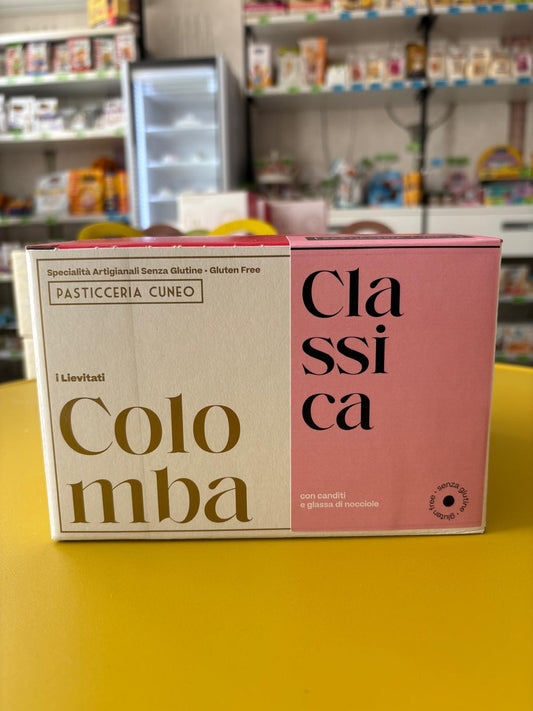 Specialità Artigianali Senza Glutine • Gluten Free
PASTICCERIA CUNEO
i Lievitati
Colo
mba
Cla
ssi
ca
con canditi
e glassa di nocciole
senza glutine • gluten free •